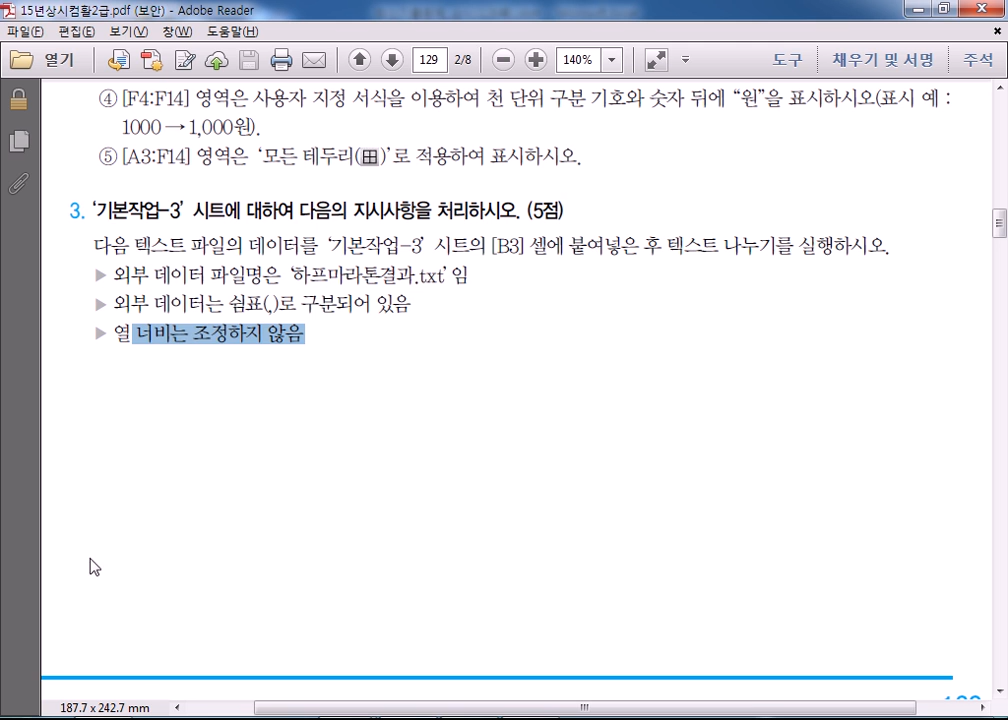 15년상시컴활2급.pdf (보안) - Adobe Reader
파일(F) 편집(E) 보기(V) 창(W) 도움말(H)
열기 129 2/8 140% 도구 채우기 및 서명 주석
④ [F4:F14] 영역은 사용자 지정 서식을 이용하여 천 단위 구분 기호와 숫자 뒤에 “원”을 표시하시오(표시 예 :
1000 → 1,000원).
⑤ [A3:F14] 영역은 ‘모든 테두리(田)’로 적용하여 표시하시오.
3. ‘기본작업-3’ 시트에 대하여 다음의 지시사항을 처리하시오. (5점)
다음 텍스트 파일의 데이터를 ‘기본작업-3’ 시트의 [B3] 셀에 붙여넣은 후 텍스트 나누기를 실행하시오.
▶ 외부 데이터 파일명은 ‘하프마라톤결과.txt’임
▶ 외부 데이터는 쉼표(,)로 구분되어 있음
▶ 열 너비는 조정하지 않음
187.7 x 242.7 mm